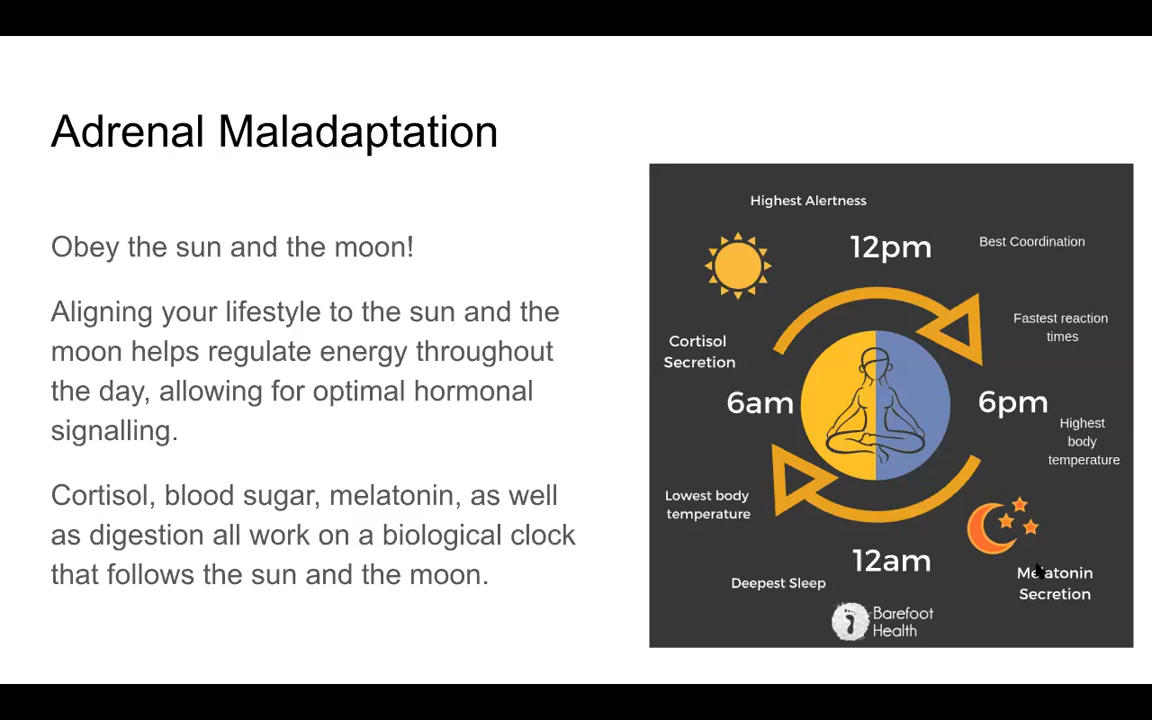 Adrenal Maladaptation
Obey the sun and the moon!
Aligning your lifestyle to the sun and the
moon helps regulate energy throughout
the day, allowing for optimal hormonal
signalling.
Cortisol, blood sugar, melatonin, as well
as digestion all work on a biological clock
that follows the sun and the moon.
Highest Alertness
12pm
Best Coordination
Fastest reaction
times
Cortisol
Secretion
6am
6pm
Highest
body
temperature
Lowest body
temperature
12am
Deepest Sleep
Melatonin
Secretion
Barefoot
Health